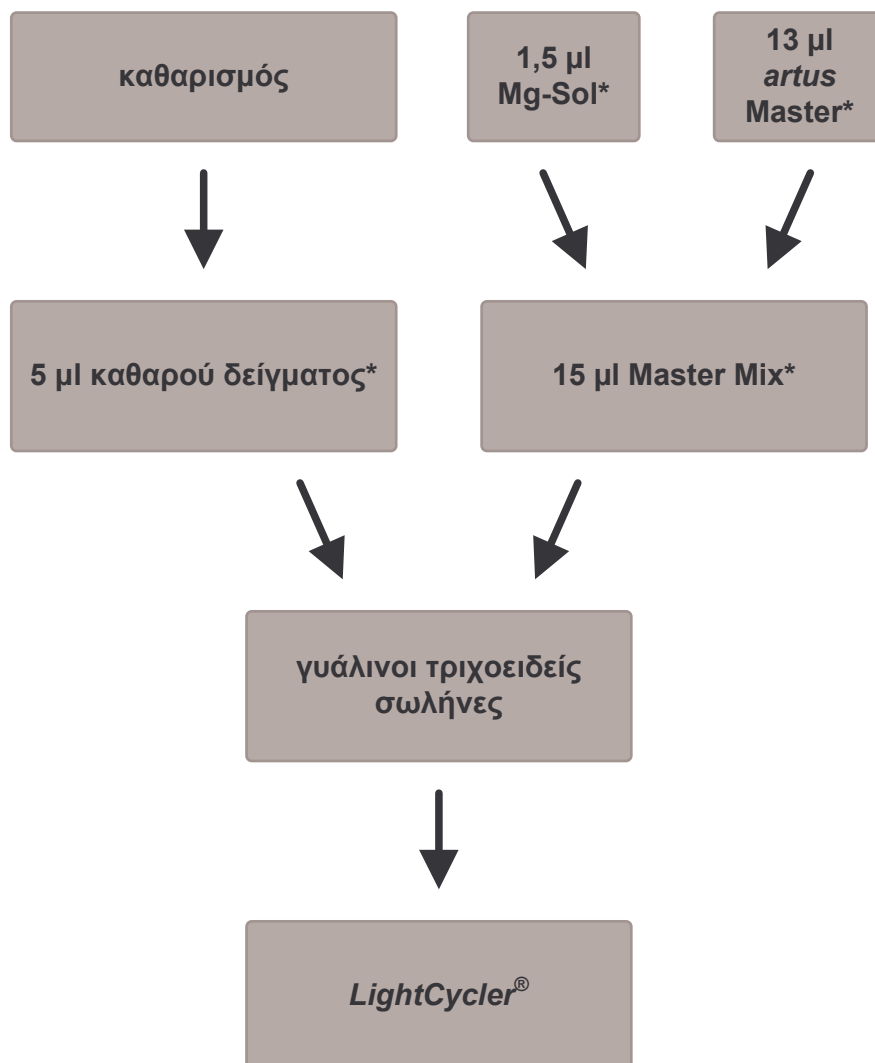 καθαρισμός
1,5 μl
Mg-Sol*
13 μl
artus
Master*
5 μl καθαρού δείγματος*
15 μl Master Mix*
γυάλινοι τριχοειδείς
σωλήνες
LightCycler®